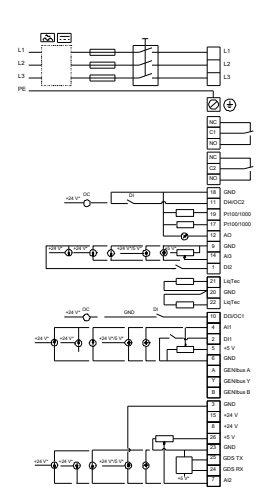 L1 L1
L2 L2
L3 L3
PE
NC
C1
NO
NC
C2
NO
18 GND
+24 V* OC DI 11 DI4/OC2
19 Pt100/1000
17 Pt100/1000
12 AO
9 GND
+24 V* +24 V* +24 V*/5 V* +5 V* 14 AI3
1 DI2
21 LiqTec
20 GND
22 LiqTec
+24 V* OC GND DI 10 DI3/OC1
4 AI1
2 DI1
+24 V* +24 V* +24 V*/5 V* 5 +5 V
6 GND
A GENIbus A
Y GENIbus Y
B GENIbus B
3 GND
15 +24 V
8 +24 V
26 +5 V
23 GND
+24 V* +24 V* +24 V*/5 V* 25 GDS TX
24 GDS RX
+5 V* 7 AI2